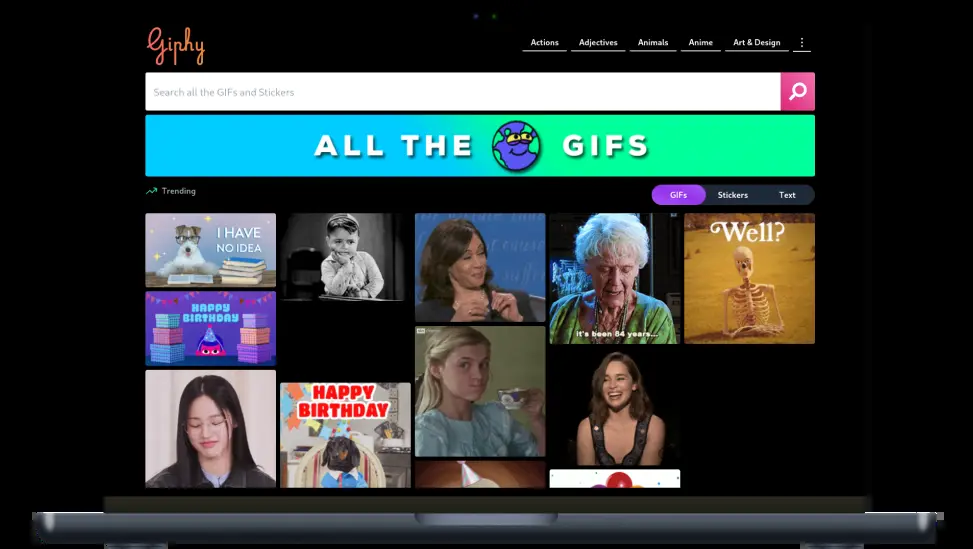 Giphy
Actions
Adjectives
Animals
Anime
Art & Design
Search all the GIFs and Stickers
ALL THE GIFS
Trending
GIFs
Stickers
Text
I HAVE
NO IDEA
it's been 84 years...
Well?
HAPPY
BIRTHDAY
HAPPY
BIRTHDAY